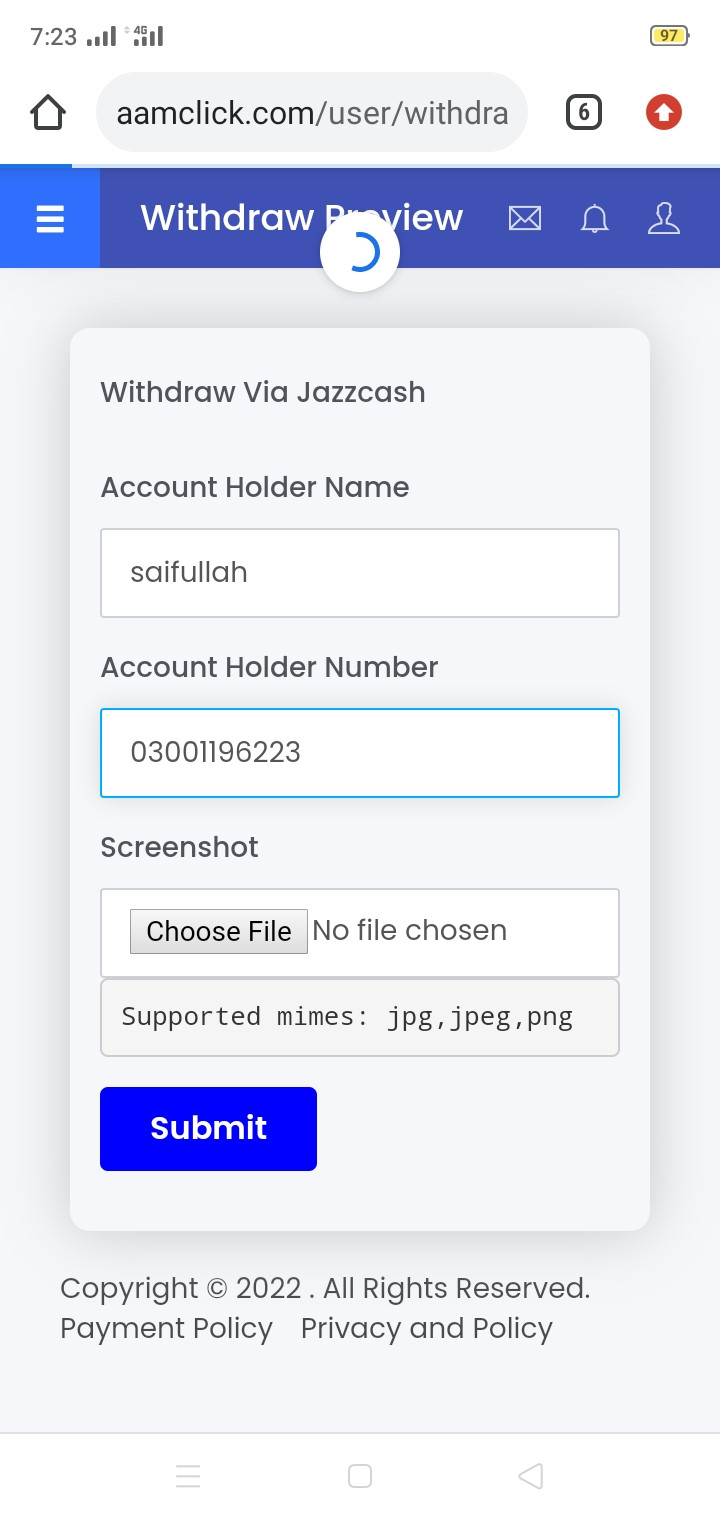 7:23 4G 97
aamclick.com/user/withdra 6
Withdraw Preview
Withdraw Via Jazzcash
Account Holder Name
saifullah
Account Holder Number
03001196223
Screenshot
Choose File No file chosen
Supported mimes: jpg,jpeg,png
Submit
Copyright © 2022 . All Rights Reserved.
Payment Policy Privacy and Policy